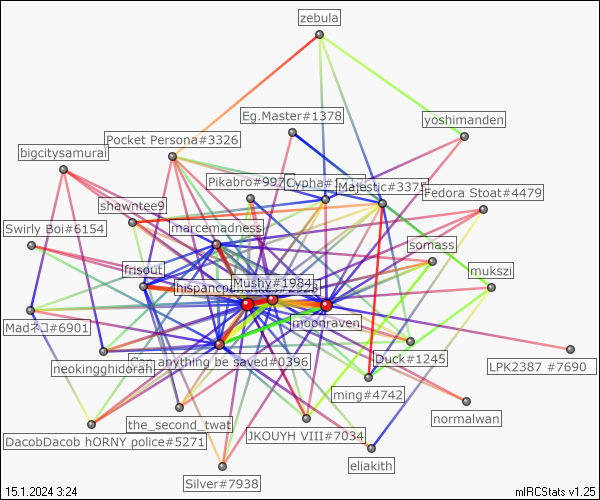 zebula
Eg.Master#1378
yoshimanden
Pocket Persona#3326
bigcitysamurai
Pikabro#997
Cypha
Majestic#3375
Fedora Stoat#4479
shawntee9
Swirly Boi#6154
marcemadness
somass
frisout
mukszi
Mushy#1984
MadネコI#6901
moonraven
Duck#1245
neokingghidorah
Can anything be saved#0396
LPK2387 #7690
ming#4742
normalwan
the_second_twat
JKOUYH VIII#7034
DacobDacob hORNY police#5271
eliakith
Silver#7938
15.1.2024 3:24
mIRCStats v1.25